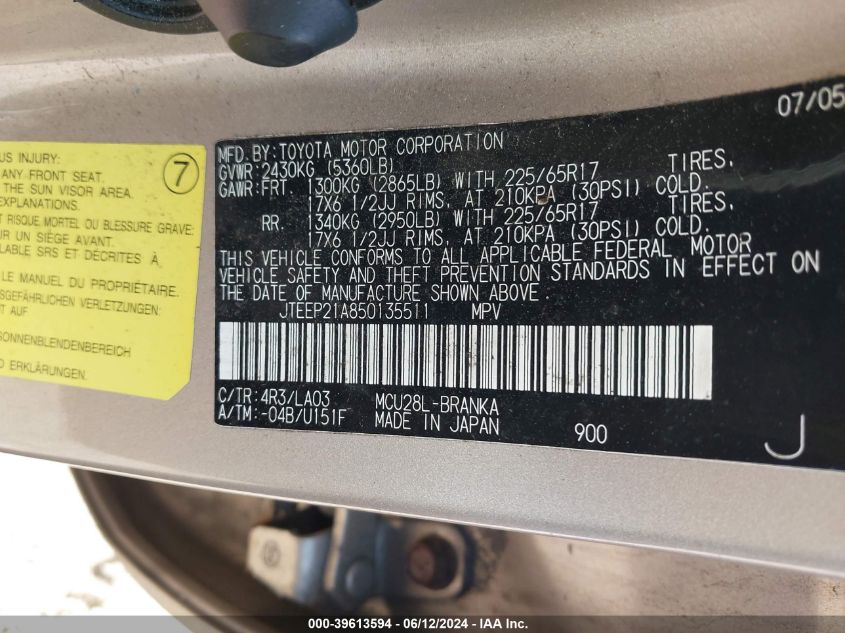 US INJURY:
ANY FRONT SEAT.
THE SUN VISOR AREA.
EXPLANATIONS.
RISQUE, MORTEL OU BLESSURE GRAVE:
UR UN SIÈGE AVANT.
ABLE SRS ET DÉCRITES À
LE MANUEL DU PROPRIÉTAIRE.
SGEFÄHRLICHEN VERLETZUNGEN:
T AUF
SONNENBLENDENBEREICH
D ERKLÄRUNG
7
07/05
MFD. BY: TOYOTA MOTOR CORPORATION
GVWR: 2430KG (5360LB)
GAWR: FRT. 1300KG (2865LB) WITH 225/65R17 TIRES,
17X6 1/2JJ RIMS, AT 210KPA (30PSI) COLD.
RR. 1340KG (2950LB) WITH 225/65R17 TIRES,
17X6 1/2JJ RIMS, AT 210KPA (30PSI) COLD.
THIS VEHICLE CONFORMS TO ALL APPLICABLE FEDERAL MOTOR
VEHICLE SAFETY AND THEFT PREVENTION STANDARDS IN EFFECT ON
THE DATE OF MANUFACTURE SHOWN ABOVE.
JTEEP21A850135511 MPV
C/TR: 4R3/LA03 MCU28L-BRANKA
A/TM: -04B/U151F MADE IN JAPAN
900
J
000-39613594 - 06/12/2024 - IAA Inc.